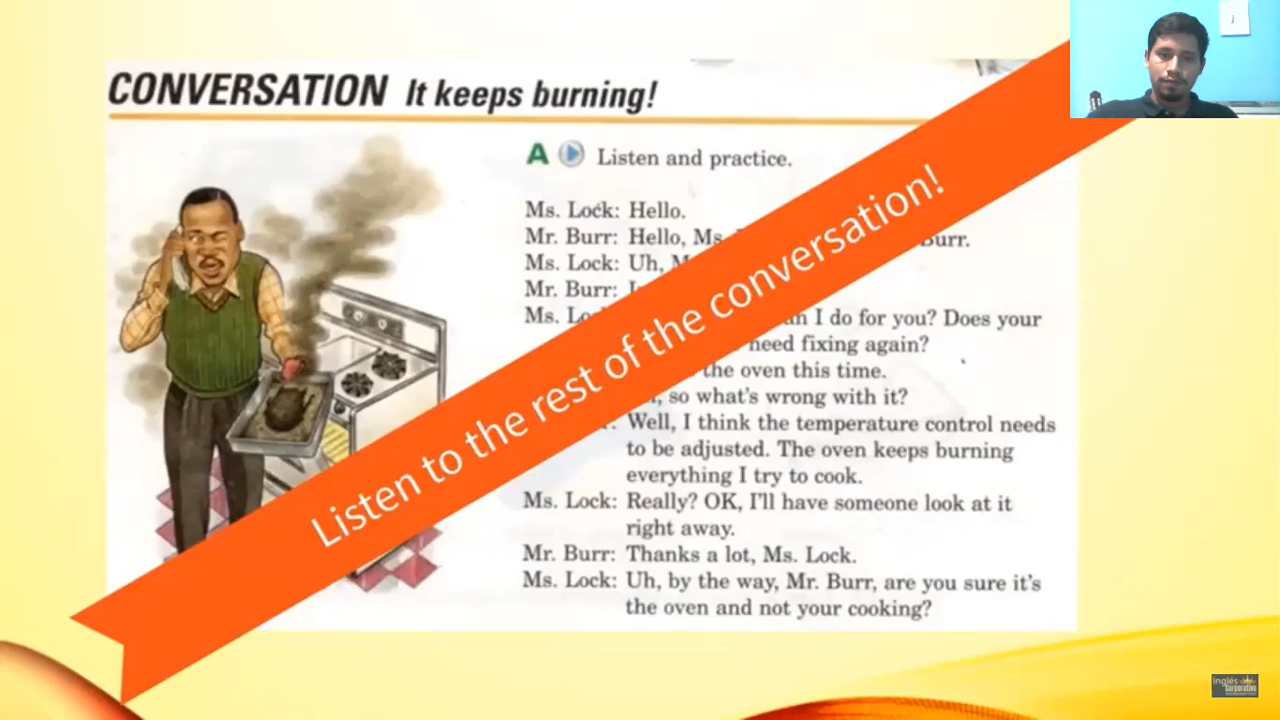 CONVERSATION It keeps burning!
A Listen and practice.
Ms. Lock: Hello.
Mr. Burr: Hello, Ms. Burr.
Ms. Lock: Uh,
Mr. Burr:
Ms. I do for you? Does your
need fixing again?
the oven this time.
so what's wrong with it?
Well, I think the temperature control needs
to be adjusted. The oven keeps burning
everything I try to cook.
Ms. Lock: Really? OK, I'll have someone look at it
right away.
Mr. Burr: Thanks a lot, Ms. Lock.
Ms. Lock: Uh, by the way, Mr. Burr, are you sure it's
the oven and not your cooking?
Listen to the rest of the conversation!
Inglés
Corporativo